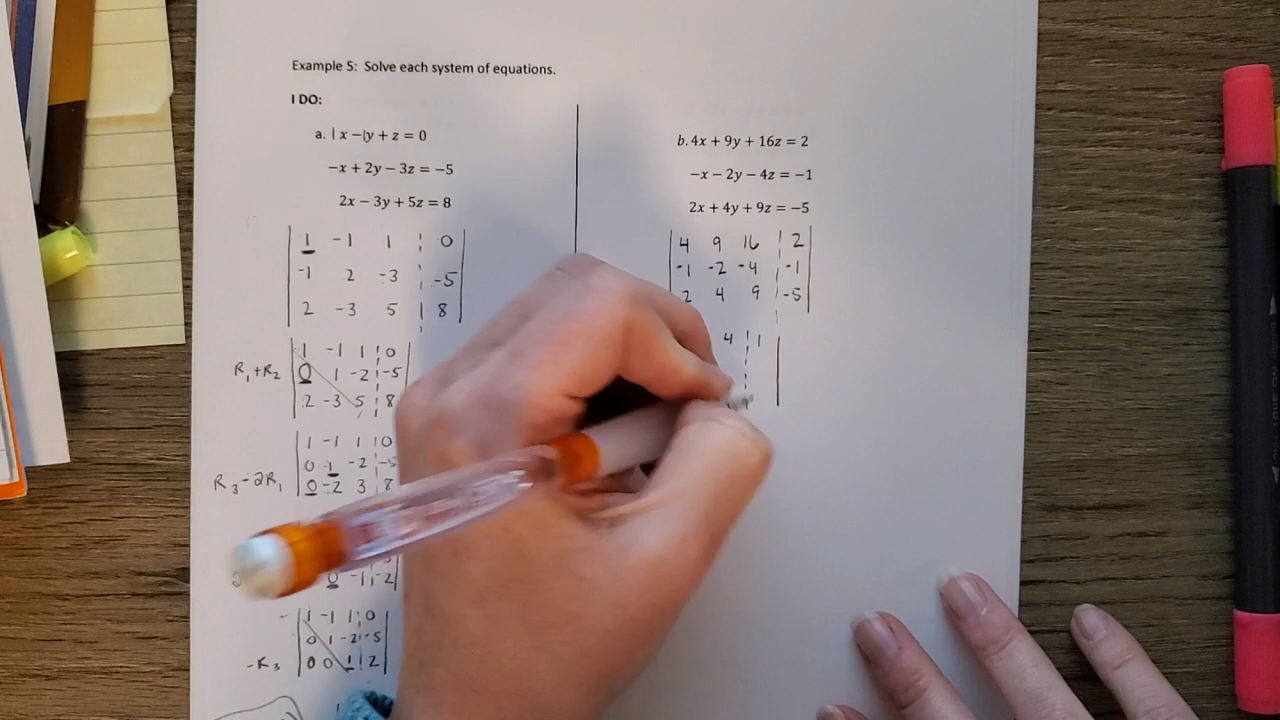 Example 5: Solve each system of equations.
I DO:
a. 1x − 1y + z = 0
−x + 2y − 3z = −5
2x − 3y + 5z = 8
1 -1 1 0
-1 2 -3 -5
2 -3 5 8
1 -1 1 0
R₁+R₂ 0 1 -2 -5
2 -3 5 8
1 -1 1 0
0 1 -2 -5
R₃-2R₁ 0 -2 3 8
0 -1 -2
1 -1 1 0
0 1 -2 -5
-R₃ 0 0 1 2
b. 4x + 9y + 16z = 2
−x − 2y − 4z = −1
2x + 4y + 9z = −5
4 9 16 2
-1 -2 -4 -1
2 4 9 -5
4 1